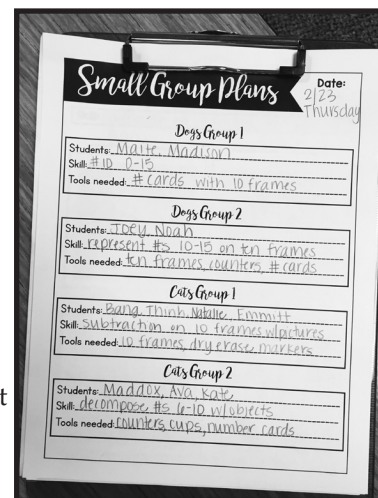 Small Group Plans
Date:
2/23
Thursday
Dogs Group 1
Students: Maite, Madison
Skill: # ID 0-15
Tools needed: # cards with 10 frames
Dogs Group 2
Students: Joey, Noah
Skill: represent #s 10-15 on ten frames
Tools needed: ten frames, counters, # cards
Cats Group 1
Students: Bang, Thinh, Natalie, Emmitt
Skill: subtraction on 10 frames w/pictures
Tools needed: 10 frames, dry erase markers
Cats Group 2
Students: Maddox, Ava, Kate
Skill: decompose #s 6-10 w/objects
Tools needed: counters, cups, number cards
t